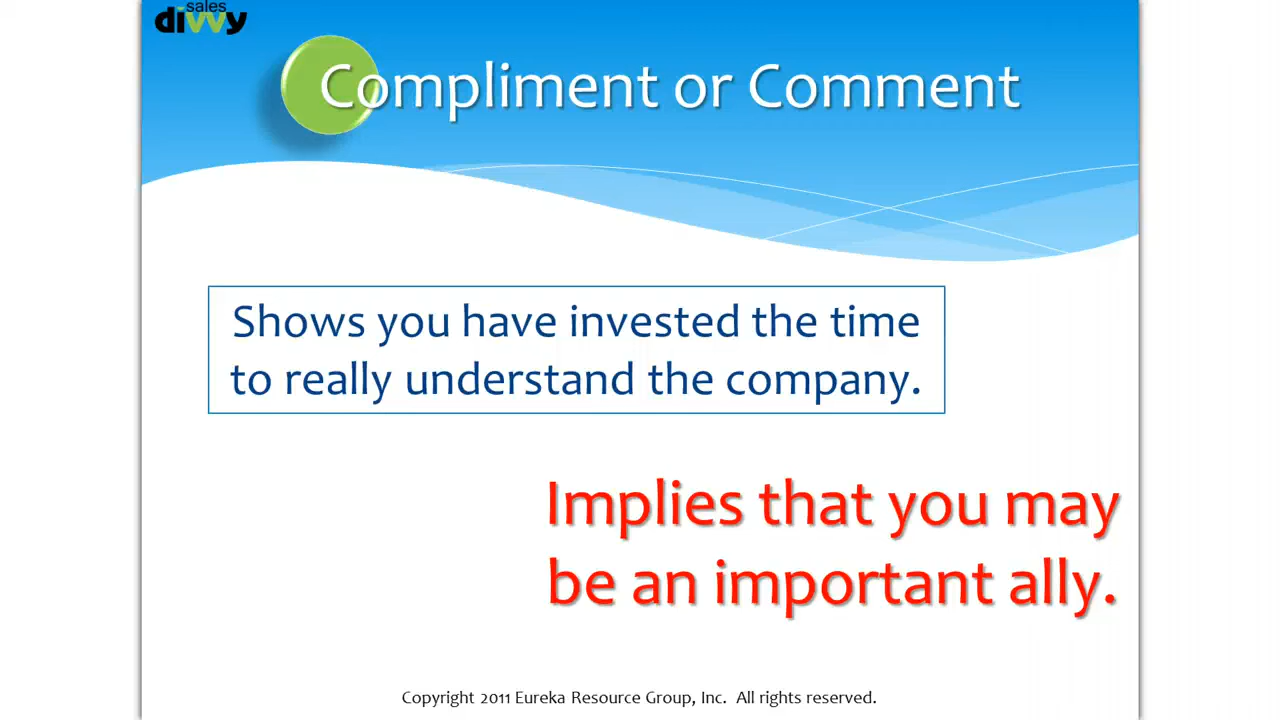 sales
divvy
Compliment or Comment
Shows you have invested the time
to really understand the company.
Implies that you may
be an important ally.
Copyright 2011 Eureka Resource Group, Inc.  All rights reserved.